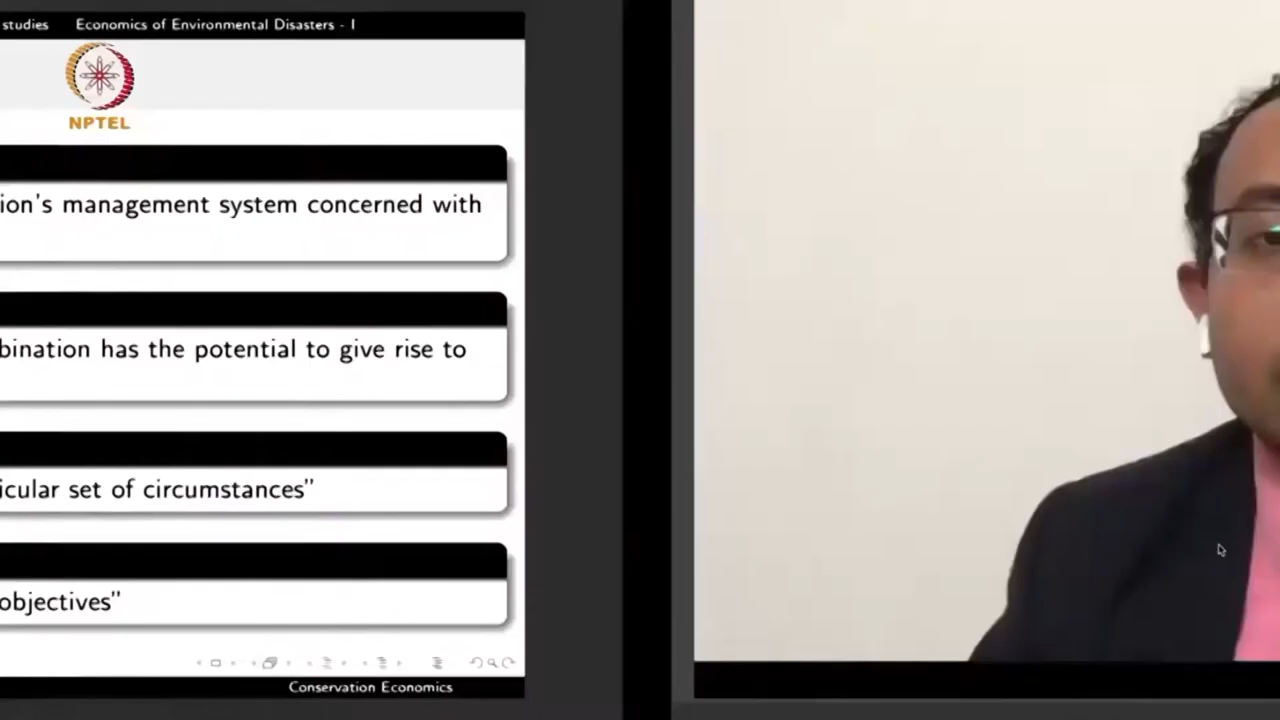 studies Economics of Environmental Disasters - I
NPTEL
ion's management system concerned with
bination has the potential to give rise to
icular set of circumstances"
objectives"
Conservation Economics